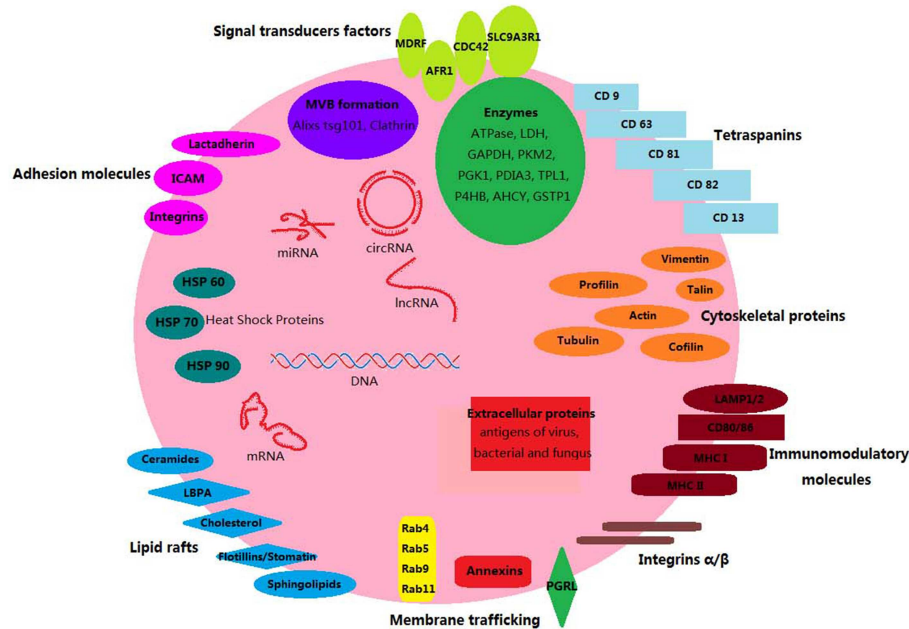 Signal transducers factors
MDRF
AFR1
CDC42
SLC9A3R1
MVB formation
Alixs tsg101, Clathrin
Enzymes
ATPase, LDH,
GAPDH, PKM2,
PGK1, PDIA3, TPL1,
P4HB, AHCY, GSTP1
CD 9
CD 63
CD 81
CD 82
CD 13
Tetraspanins
Lactadherin
ICAM
Integrins
Adhesion molecules
miRNA
circRNA
lncRNA
Vimentin
Profilin
Talin
Actin
Tubulin
Cofilin
Cytoskeletal proteins
HSP 60
HSP 70
HSP 90
Heat Shock Proteins
DNA
mRNA
Extracellular proteins
antigens of virus,
bacterial and fungus
LAMP1/2
CD80/86
MHC I
MHC II
Immunomodulatory
molecules
Ceramides
LBPA
Cholesterol
Flotillins/Stomatin
Sphingolipids
Lipid rafts
Rab4
Rab5
Rab9
Rab11
Annexins
PGRL
Integrins α/β
Membrane trafficking